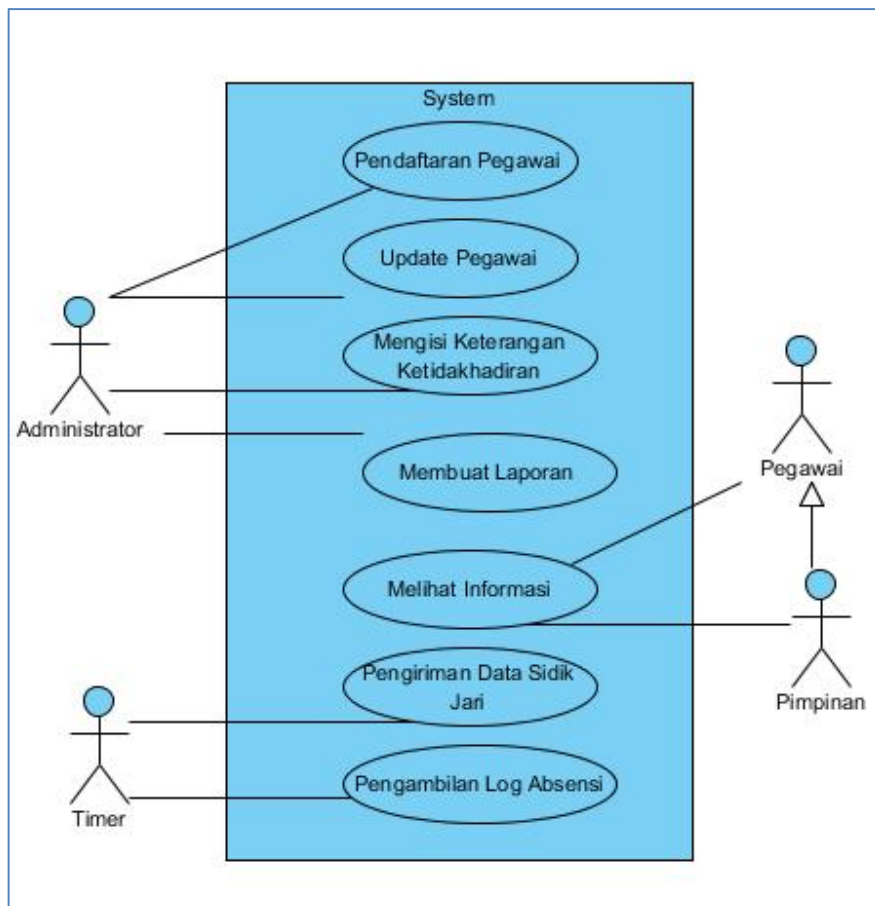 System
Pendaftaran Pegawai
Update Pegawai
Mengisi Keterangan
Ketidakhadiran
Administrator
Membuat Laporan
Pegawai
Melihat Informasi
Pengiriman Data Sidik
Jari
Pimpinan
Pengambilan Log Absensi
Timer